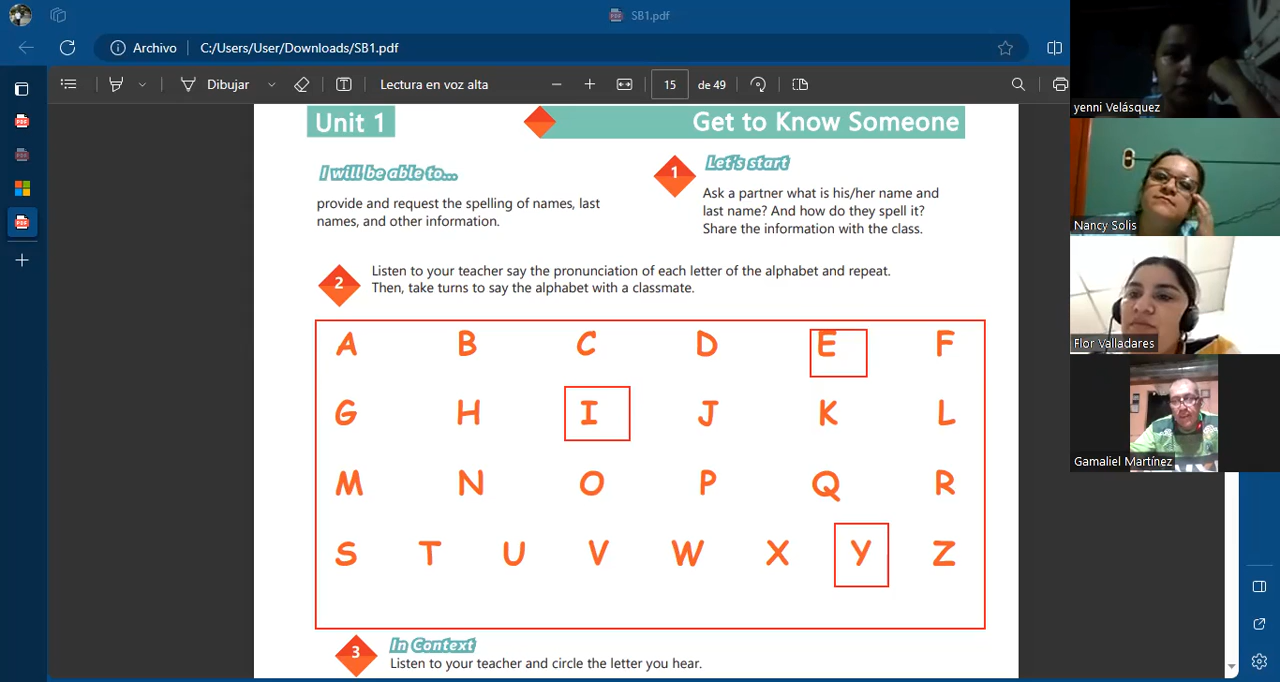 SB1.pdf
Archivo C:/Users/User/Downloads/SB1.pdf
Dibujar Lectura en voz alta 15 de 49
Unit 1 Get to Know Someone
I will be able to...
provide and request the spelling of names, last
names, and other information.
1 Let's start
Ask a partner what is his/her name and
last name? And how do they spell it?
Share the information with the class.
2 Listen to your teacher say the pronunciation of each letter of the alphabet and repeat.
Then, take turns to say the alphabet with a classmate.
A B C D E F
G H I J K L
M N O P Q R
S T U V W X Y Z
3 In Context
Listen to your teacher and circle the letter you hear.
yenni Velásquez
Nancy Solis
Flor Valladares
Gamaliel Martínez